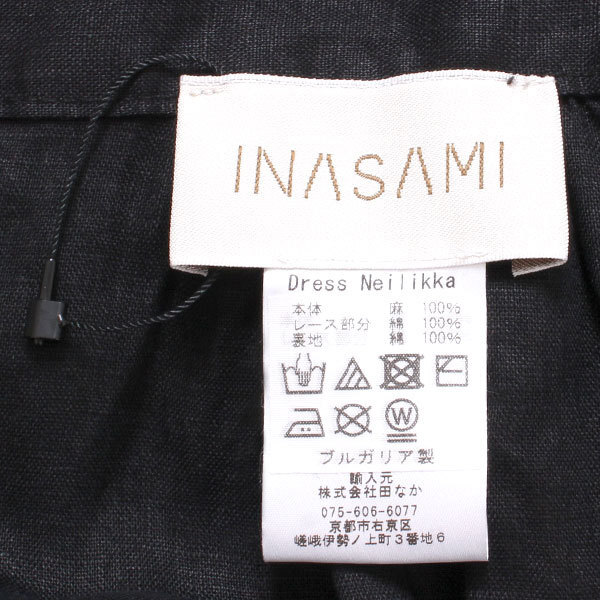 INASAMI
Dress Neilikka
本体 麻 100%
レース部分 綿 100%
裏地 綿 100%
W
ブルガリア製
輸入元
株式会社田なか
075-606-6077
京都市右京区
嵯峨伊勢ノ上町3番地6